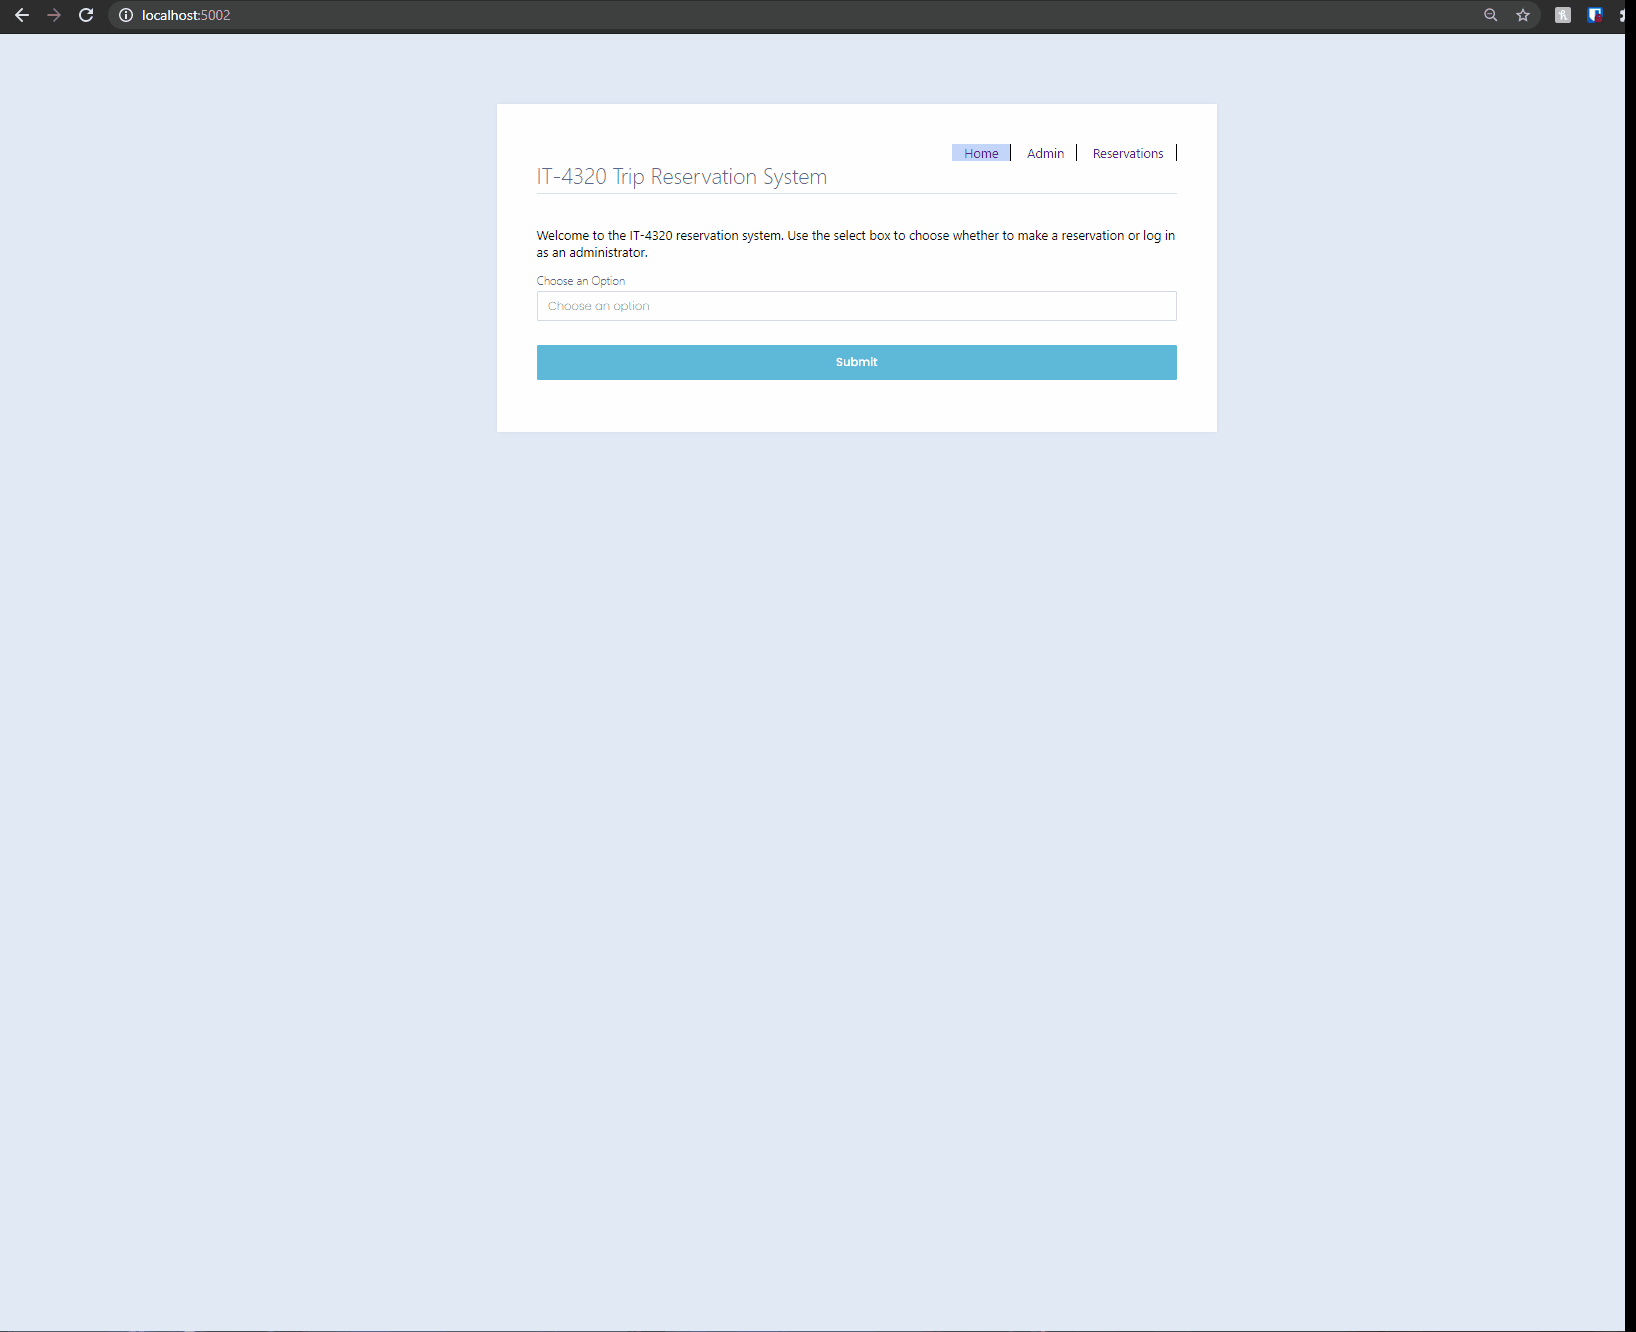 localhost:5002
Home Admin Reservations
IT-4320 Trip Reservation System
Welcome to the IT-4320 reservation system. Use the select box to choose whether to make a reservation or log in
as an administrator.
Choose an Option
Choose an option
Submit